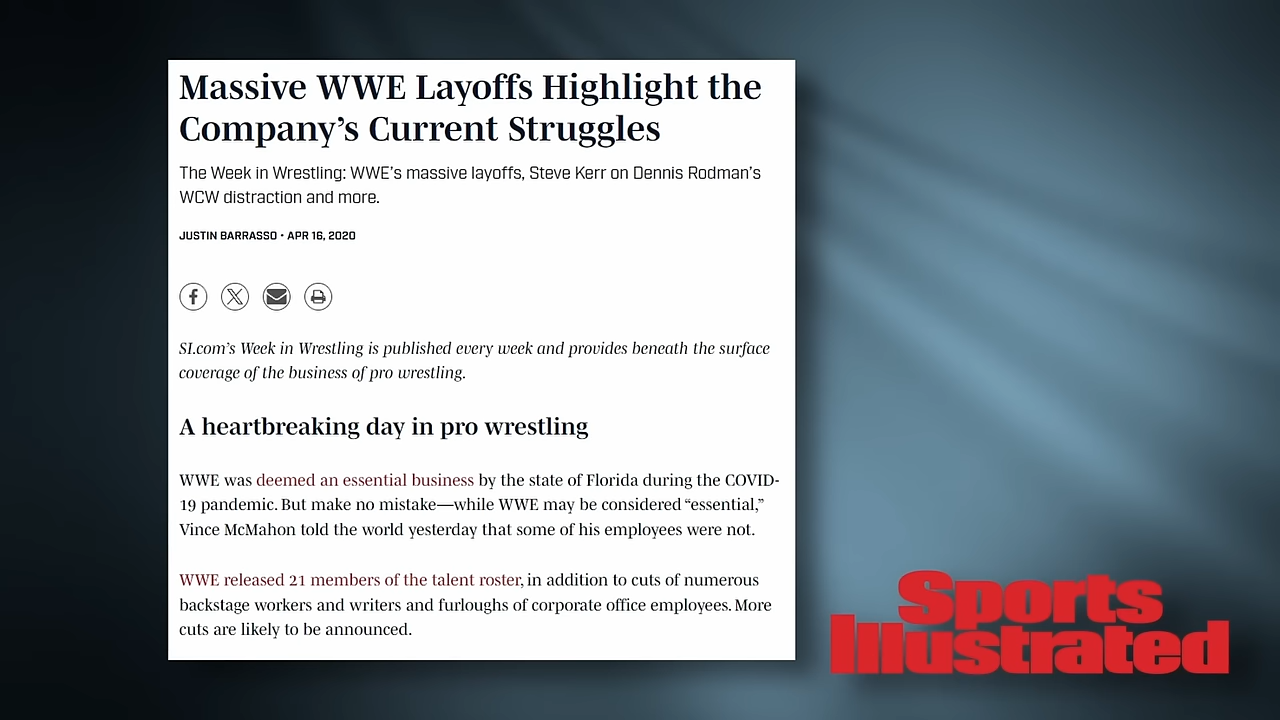 Massive WWE Layoffs Highlight the
Company’s Current Struggles
The Week in Wrestling: WWE’s massive layoffs, Steve Kerr on Dennis Rodman’s
WCW distraction and more.
JUSTIN BARRASSO • APR 16, 2020
SI.com’s Week in Wrestling is published every week and provides beneath the surface
coverage of the business of pro wrestling.
A heartbreaking day in pro wrestling
WWE was deemed an essential business by the state of Florida during the COVID-
19 pandemic. But make no mistake—while WWE may be considered “essential,”
Vince McMahon told the world yesterday that some of his employees were not.
WWE released 21 members of the talent roster, in addition to cuts of numerous
backstage workers and writers and furloughs of corporate office employees. More
cuts are likely to be announced.
Sports
Illustrated